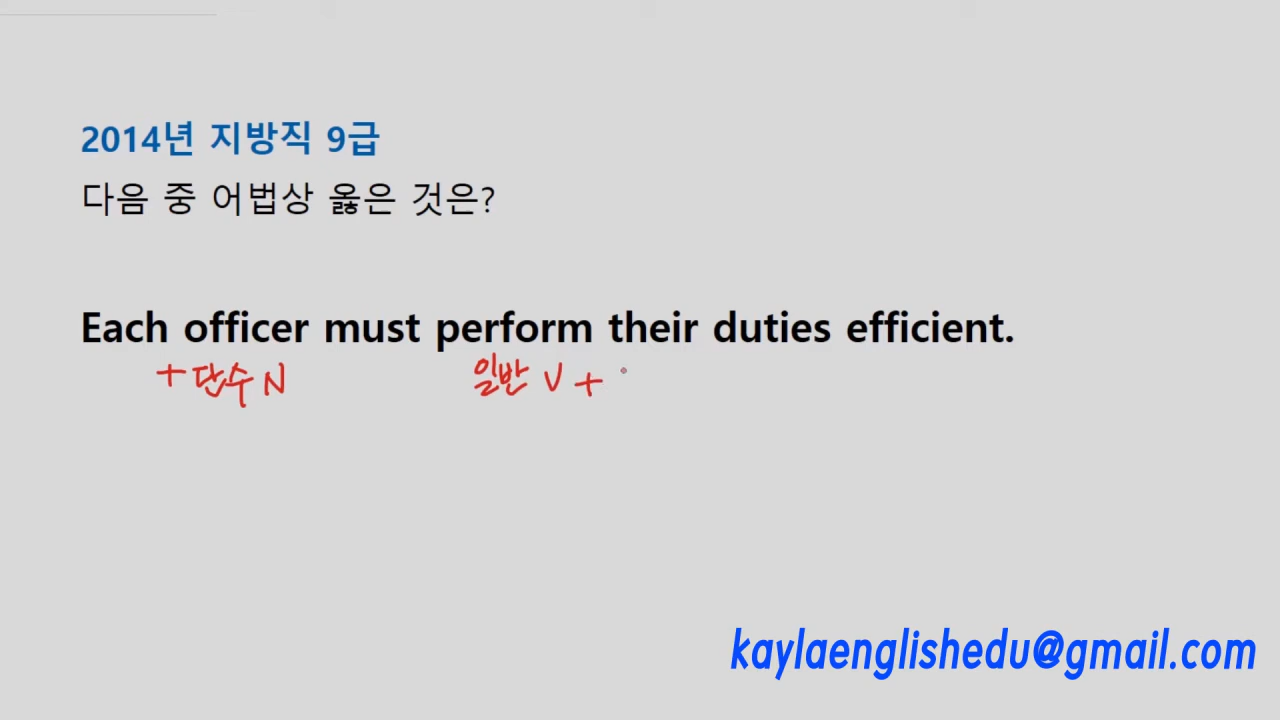 2014년 지방직 9급
다음 중 어법상 옳은 것은?
Each officer must perform their duties efficient.
+ 단수 N 일반 V +
kaylaenglishedu@gmail.com